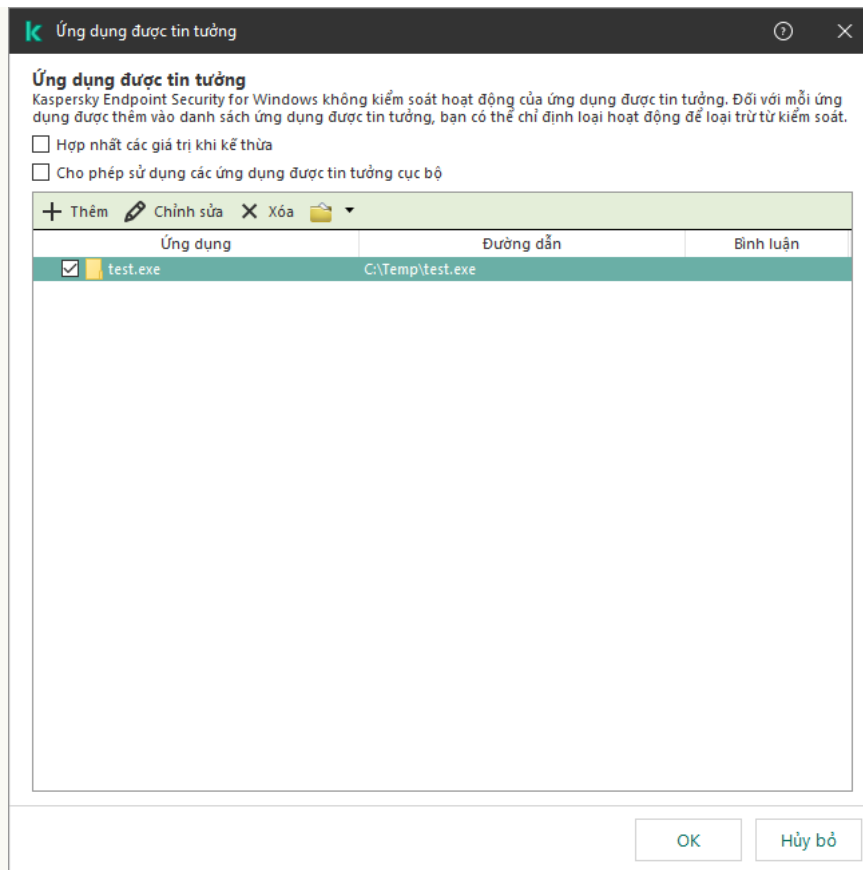 Ứng dụng được tin tưởng
Ứng dụng được tin tưởng
Kaspersky Endpoint Security for Windows không kiểm soát hoạt động của ứng dụng được tin tưởng. Đối với mỗi ứng
dụng được thêm vào danh sách ứng dụng được tin tưởng, bạn có thể chỉ định loại hoạt động để loại trừ từ kiểm soát.
Hợp nhất các giá trị khi kế thừa
Cho phép sử dụng các ứng dụng được tin tưởng cục bộ
Thêm Chỉnh sửa Xóa
Ứng dụng Đường dẫn Bình luận
test.exe C:\Temp\test.exe
OK Hủy bỏ